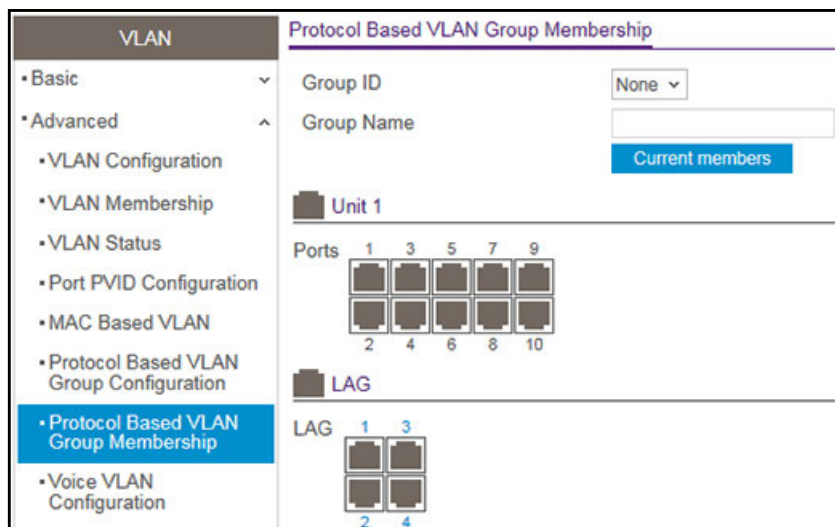 VLAN
Basic
Advanced
VLAN Configuration
VLAN Membership
VLAN Status
Port PVID Configuration
MAC Based VLAN
Protocol Based VLAN
Group Configuration
Protocol Based VLAN
Group Membership
Voice VLAN
Configuration
Protocol Based VLAN Group Membership
Group ID None
Group Name
Current members
Unit 1
Ports 1 3 5 7 9
2 4 6 8 10
LAG
LAG 1 3
2 4